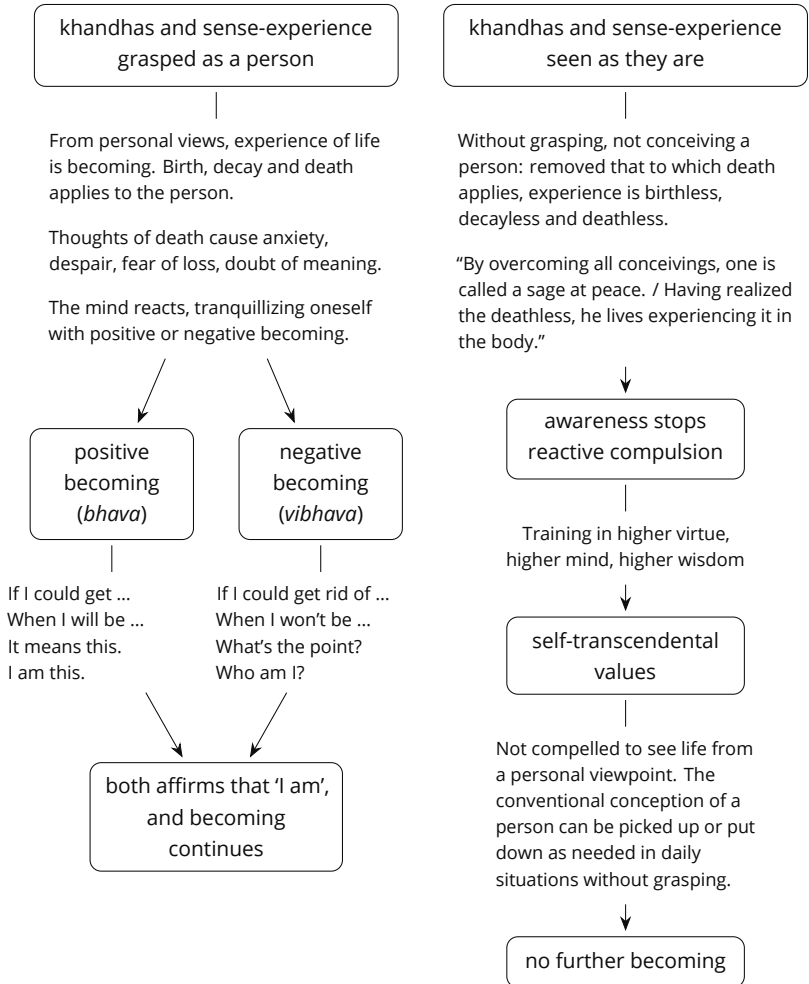 khandhas and sense-experience
grasped as a person
From personal views, experience of life
is becoming. Birth, decay and death
applies to the person.
Thoughts of death cause anxiety,
despair, fear of loss, doubt of meaning.
The mind reacts, tranquillizing oneself
with positive or negative becoming.
positive
becoming
(bhava)
negative
becoming
(vibhava)
If I could get ...
When I will be ...
It means this.
I am this.
If I could get rid of ...
When I won't be ...
What's the point?
Who am I?
both affirms that ‘I am’,
and becoming
continues
khandhas and sense-experience
seen as they are
Without grasping, not conceiving a
person: removed that to which death
applies, experience is birthless,
decayless and deathless.
“By overcoming all conceivings, one is
called a sage at peace. / Having realized
the deathless, he lives experiencing it in
the body.”
awareness stops
reactive compulsion
Training in higher virtue,
higher mind, higher wisdom
self-transcendental
values
Not compelled to see life from
a personal viewpoint. The
conventional conception of a
person can be picked up or put
down as needed in daily
situations without grasping.
no further becoming